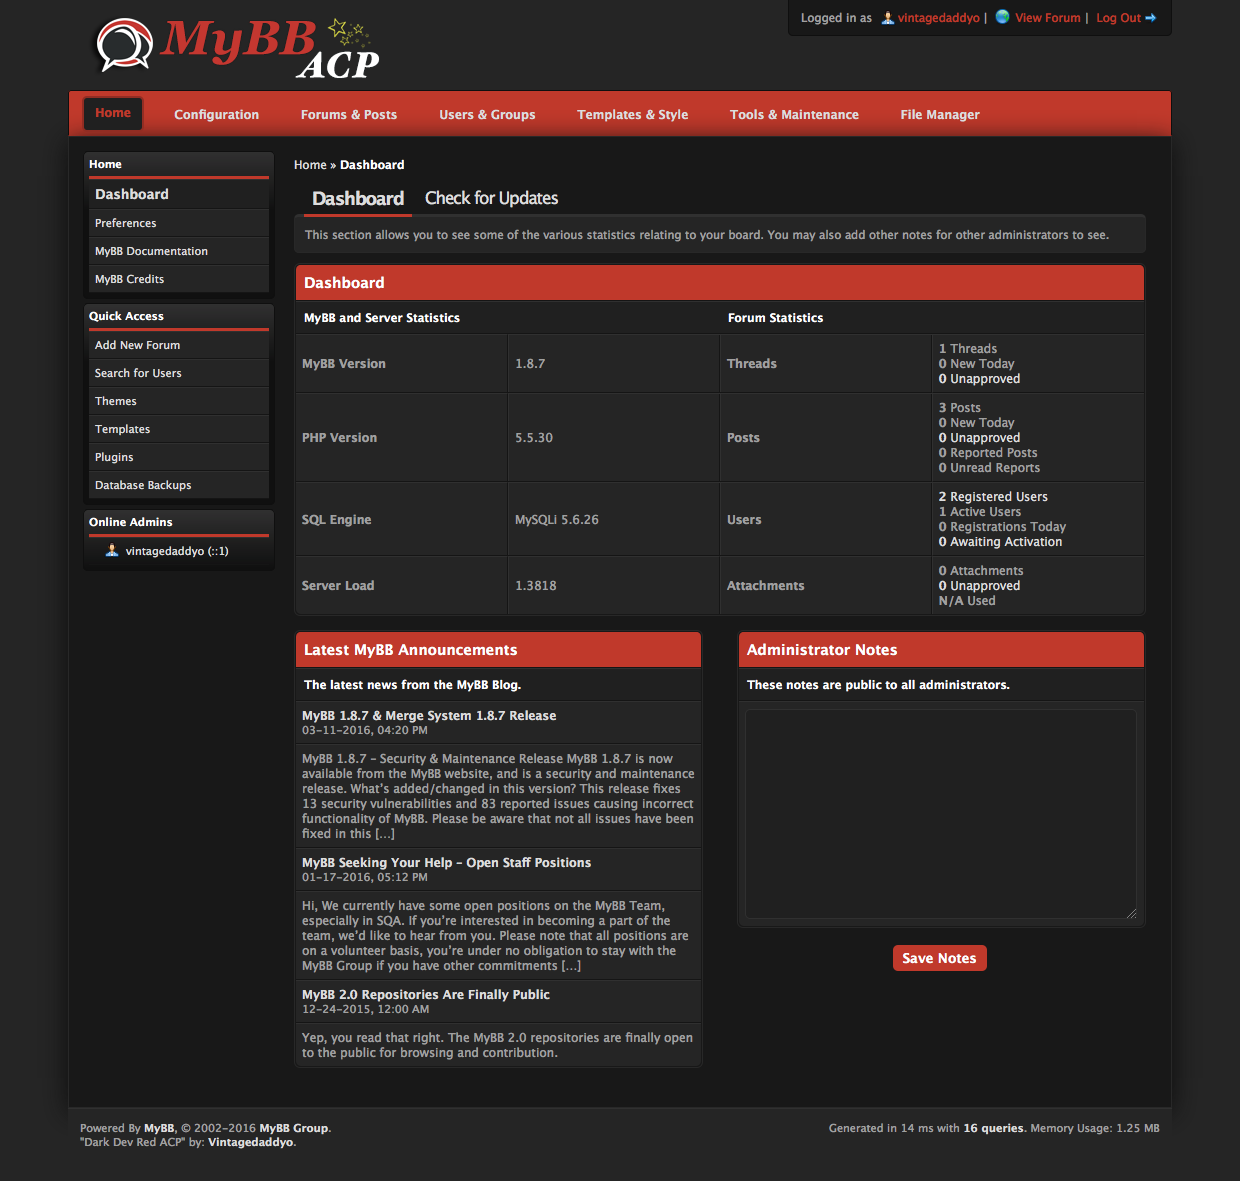 MyBB
ACP
Logged in as vintagedaddyo | View Forum | Log Out
Home Configuration Forums & Posts Users & Groups Templates & Style Tools & Maintenance File Manager
Home
Dashboard
Preferences
MyBB Documentation
MyBB Credits
Quick Access
Add New Forum
Search for Users
Themes
Templates
Plugins
Database Backups
Online Admins
vintagedaddyo (::1)
Home » Dashboard
Dashboard Check for Updates
This section allows you to see some of the various statistics relating to your board. You may also add other notes for other administrators to see.
Dashboard
MyBB and Server Statistics Forum Statistics
MyBB Version 1.8.7 Threads
1 Threads
0 New Today
0 Unapproved
PHP Version 5.5.30 Posts
3 Posts
0 New Today
0 Unapproved
0 Reported Posts
0 Unread Reports
SQL Engine MySQLi 5.6.26 Users
2 Registered Users
1 Active Users
0 Registrations Today
0 Awaiting Activation
Server Load 1.3818 Attachments
0 Attachments
0 Unapproved
N/A Used
Latest MyBB Announcements
The latest news from the MyBB Blog.
MyBB 1.8.7 & Merge System 1.8.7 Release
03-11-2016, 04:20 PM
MyBB 1.8.7 – Security & Maintenance Release MyBB 1.8.7 is now
available from the MyBB website, and is a security and maintenance
release. What's added/changed in this version? This release fixes
13 security vulnerabilities and 83 reported issues causing incorrect
functionality of MyBB. Please be aware that not all issues have been
fixed in this [...]
MyBB Seeking Your Help – Open Staff Positions
01-17-2016, 05:12 PM
Hi, We currently have some open positions on the MyBB Team,
especially in SQA. If you're interested in becoming a part of the
team, we'd like to hear from you. Please note that all positions are
on a volunteer basis, you're under no obligation to stay with the
MyBB Group if you have other commitments [...]
MyBB 2.0 Repositories Are Finally Public
12-24-2015, 12:00 AM
Yep, you read that right. The MyBB 2.0 repositories are finally open
to the public for browsing and contribution.
Administrator Notes
These notes are public to all administrators.
Save Notes
Powered By MyBB, © 2002-2016 MyBB Group.
"Dark Dev Red ACP" by: Vintagedaddyo.
Generated in 14 ms with 16 queries. Memory Usage: 1.25 MB